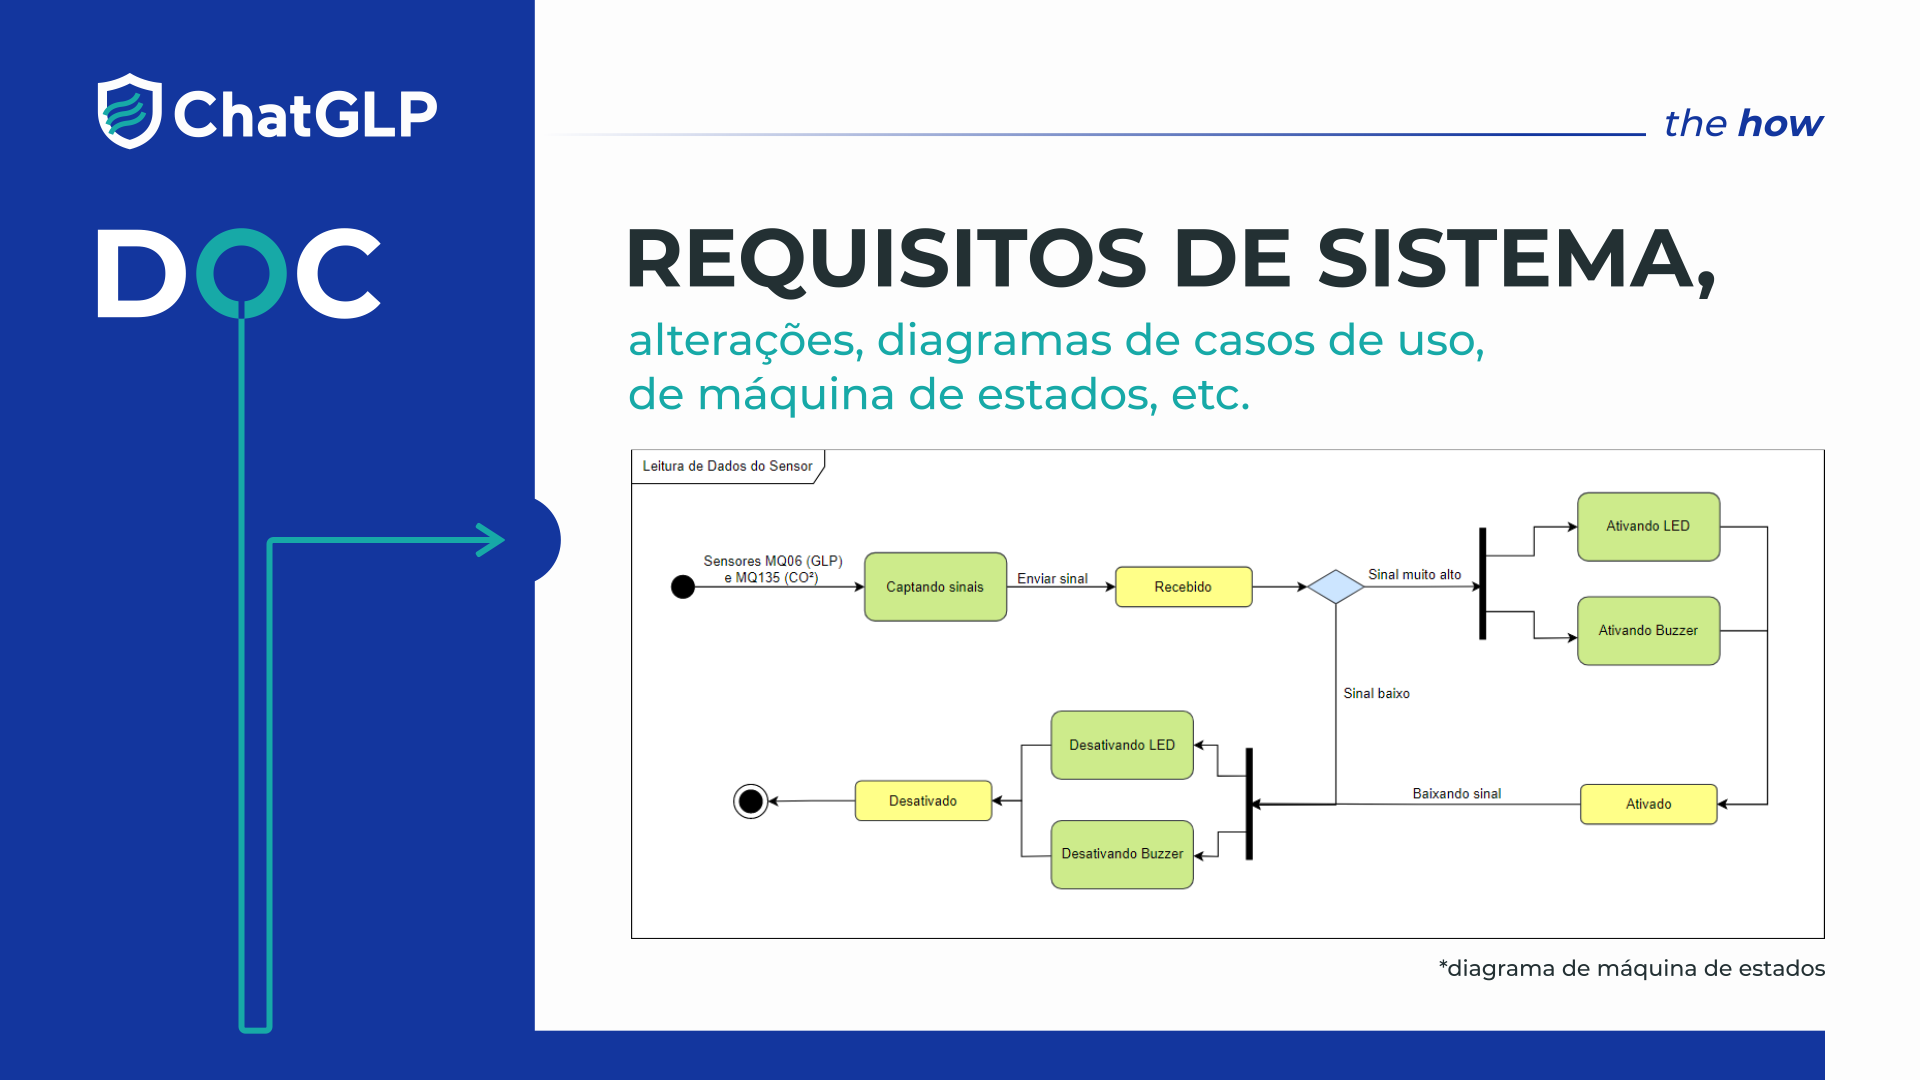 ChatGLP
DOC
the how
REQUISITOS DE SISTEMA,
alterações, diagramas de casos de uso,
de máquina de estados, etc.
Leitura de Dados do Sensor
Sensores MQ06 (GLP)
e MQ135 (CO²)
Captando sinais
Enviar sinal
Recebido
Sinal muito alto
Ativando LED
Ativando Buzzer
Sinal baixo
Desativando LED
Desativado
Desativando Buzzer
Baixando sinal
Ativado
*diagrama de máquina de estados